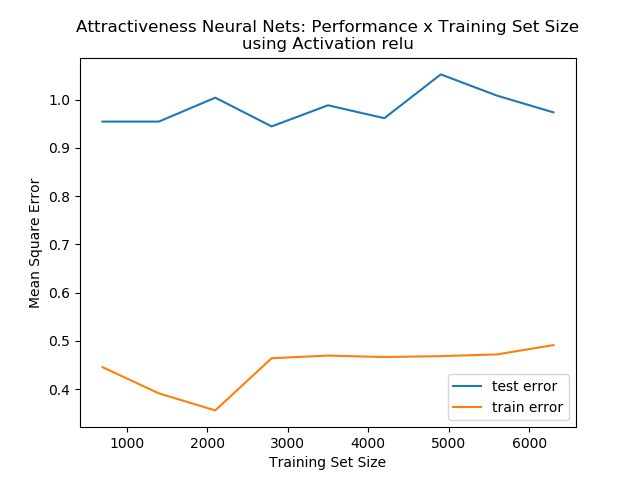 Attractiveness Neural Nets: Performance x Training Set Size
using Activation relu
Mean Square Error
1.0
0.9
0.8
0.7
0.6
0.5
0.4
test error
train error
1000 2000 3000 4000 5000 6000
Training Set Size